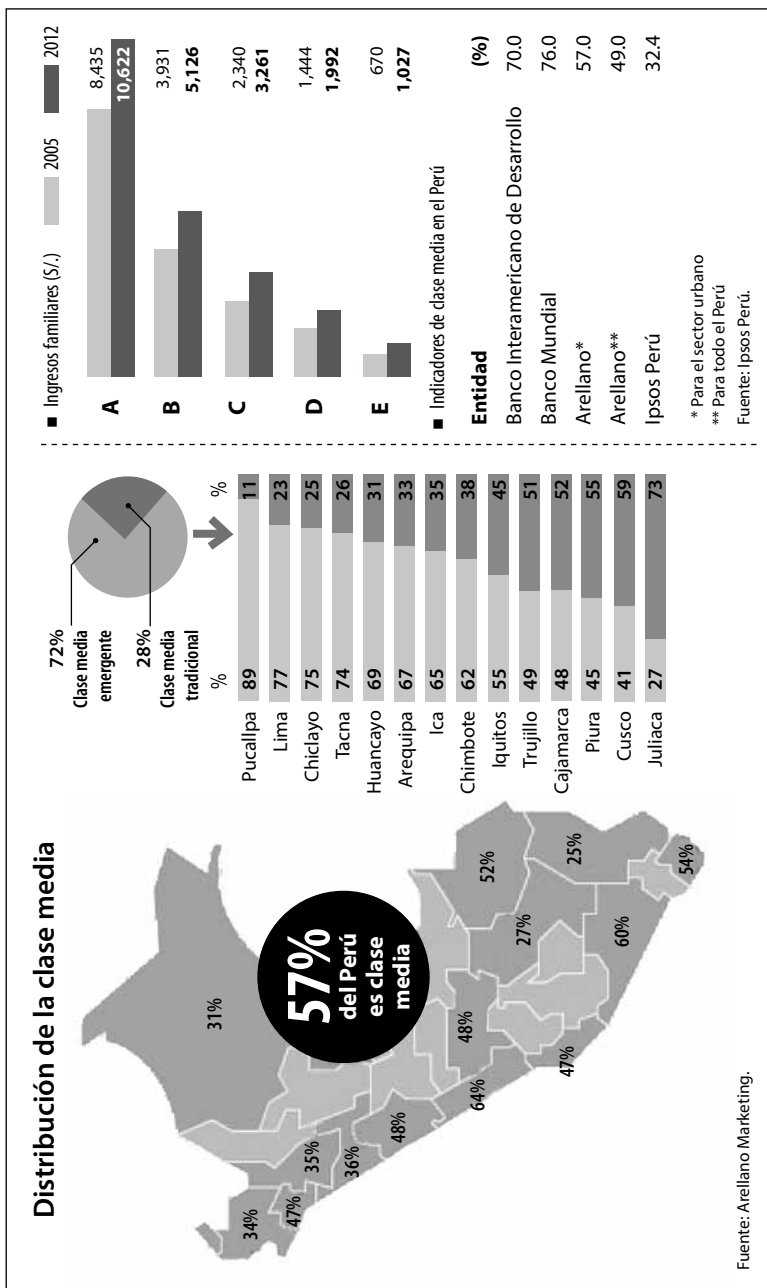 Distribución de la clase media
34%
47%
35%
36%
31%
48%
64%
48%
47%
27%
52%
25%
60%
54%
57%
del Perú
es clase
media
Fuente: Arellano Marketing.
72%
Clase media
emergente
28%
Clase media
tradicional
% %
Pucallpa 89 11
Lima 77 23
Chiclayo 75 25
Tacna 74 26
Huancayo 69 31
Arequipa 67 33
Ica 65 35
Chimbote 62 38
Iquitos 55 45
Trujillo 49 51
Cajamarca 48 52
Piura 45 55
Cusco 41 59
Juliaca 27 73
■ Ingresos familiares (S/.) 2005 2012
A 8,435
10,622
B 3,931
5,126
C 2,340
3,261
D 1,444
1,992
E 670
1,027
■ Indicadores de clase media en el Perú
Entidad (%)
Banco Interamericano de Desarrollo 70.0
Banco Mundial 76.0
Arellano* 57.0
Arellano** 49.0
Ipsos Perú 32.4
* Para el sector urbano
** Para todo el Perú
Fuente: Ipsos Perú.